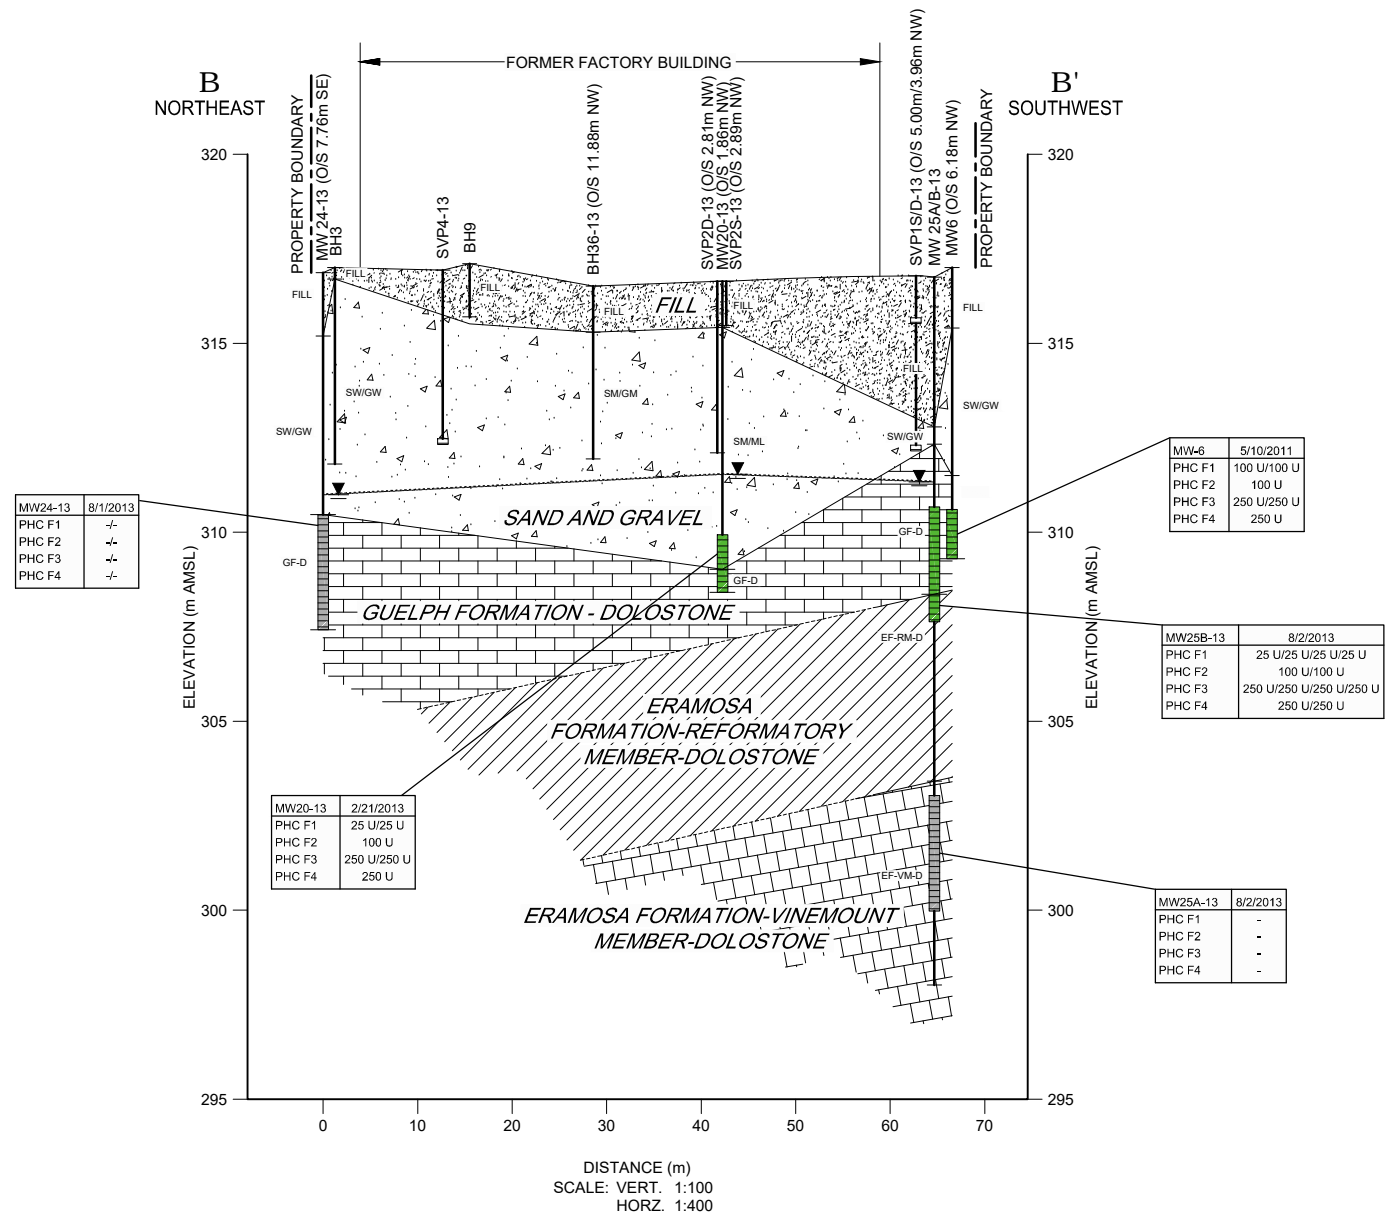 FORMER FACTORY BUILDING
B
NORTHEAST
B'
SOUTHWEST
PROPERTY BOUNDARY
MW 24-13 (O/S 7.76m SE)
BH3
SVP4-13
BH9
BH36-13 (O/S 11.88m NW)
SVP2D-13 (O/S 2.81m NW)
MW20-13 (O/S 1.86m NW)
SVP2S-13 (O/S 2.89m NW)
SVP1S/D-13 (O/S 5.00m/3.96m NW)
MW 25A/B-13
MW6 (O/S 6.18m NW)
PROPERTY BOUNDARY
320
320
FILL
FILL
FILL
FILL
FILL
FILL
FILL
FILL
315
315
SW/GW
SW/GW
SM/GM
SM/ML
SW/GW
SW/GW
MW-6 5/10/2011
PHC F1 100 U/100 U
PHC F2 100 U
PHC F3 250 U/250 U
PHC F4 250 U
MW24-13 8/1/2013
PHC F1 -/-
PHC F2 -/-
PHC F3 -/-
PHC F4 -/-
SAND AND GRAVEL
310
310
GF-D
GF-D
GF-D
GUELPH FORMATION - DOLOSTONE
ELEVATION (m AMSL)
ELEVATION (m AMSL)
EF-RM-D
MW25B-13 8/2/2013
PHC F1 25 U/25 U/25 U/25 U
PHC F2 100 U/100 U
PHC F3 250 U/250 U/250 U/250 U
PHC F4 250 U/250 U
ERAMOSA
FORMATION-REFORMATORY
MEMBER-DOLOSTONE
305
305
MW20-13 2/21/2013
PHC F1 25 U/25 U
PHC F2 100 U
PHC F3 250 U/250 U
PHC F4 250 U
EF-VM-D
MW25A-13 8/2/2013
PHC F1 -
PHC F2 -
PHC F3 -
PHC F4 -
300
300
ERAMOSA FORMATION-VINEMOUNT
MEMBER-DOLOSTONE
295
295
0 10 20 30 40 50 60 70
DISTANCE (m)
SCALE: VERT. 1:100
HORZ. 1:400